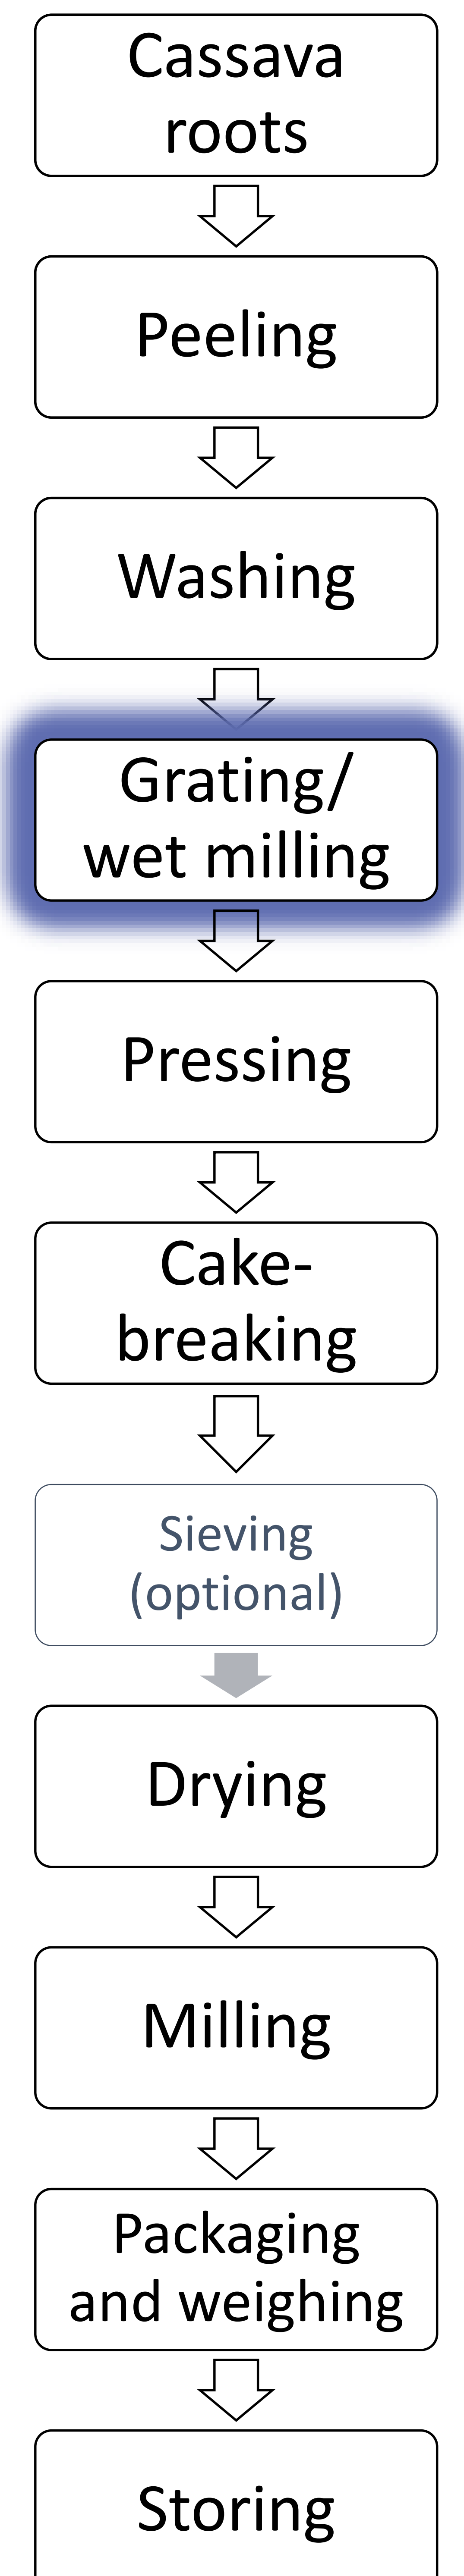 Cassava
roots
Peeling
Washing
Grating/
wet milling
Pressing
Cake-
breaking
Sieving
(optional)
Drying
Milling
Packaging
and weighing
Storing